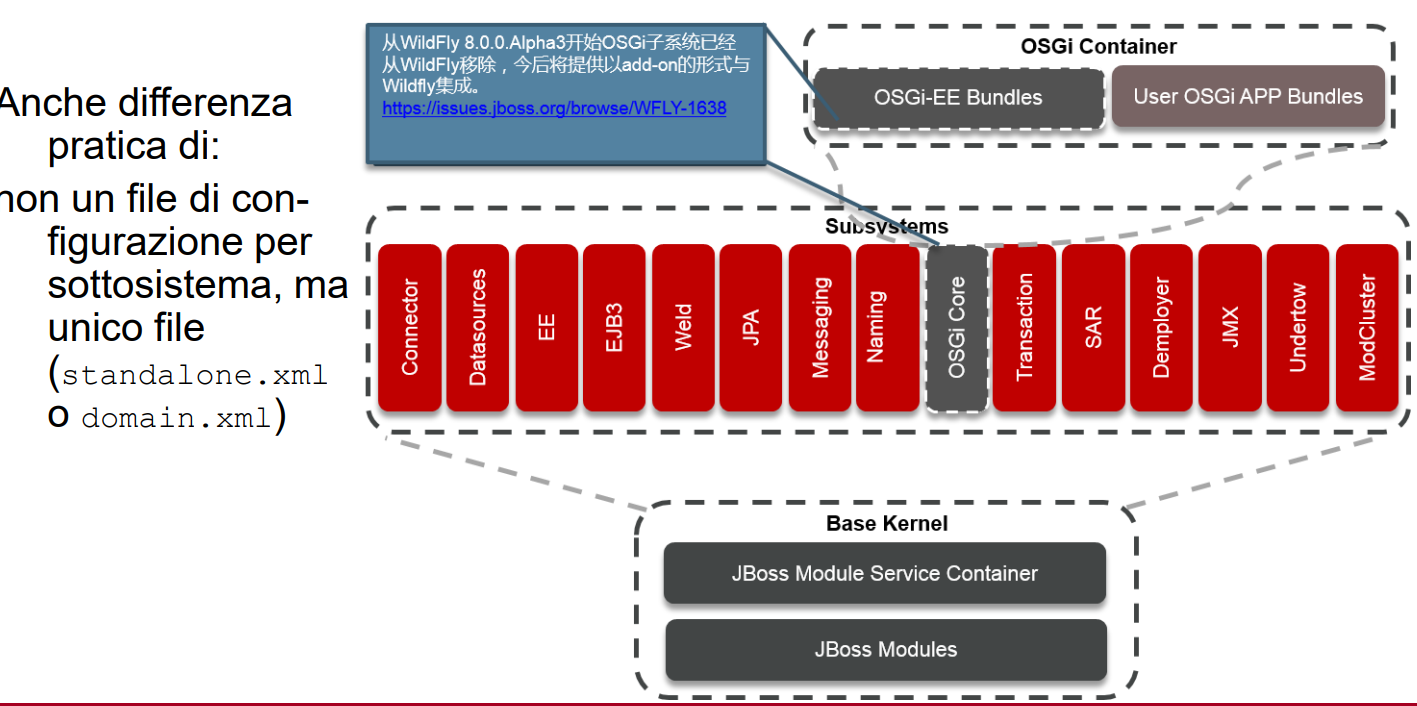 Anche differenza
pratica di:
non un file di con-
figurazione per
sottosistema, ma
unico file
(standalone.xml
o domain.xml)
从WildFly 8.0.0.Alpha3开始OSGi子系统已经
从WildFly移除，今后将提供以add-on的形式与
Wildfly集成。
https://issues.jboss.org/browse/WFLY-1638
OSGi Container
OSGi-EE Bundles
User OSGi APP Bundles
Subsystems
Connector
Datasources
EE
EJB3
Weld
JPA
Messaging
Naming
OSGi Core
Transaction
SAR
Demployer
JMX
Undertow
ModCluster
Base Kernel
JBoss Module Service Container
JBoss Modules